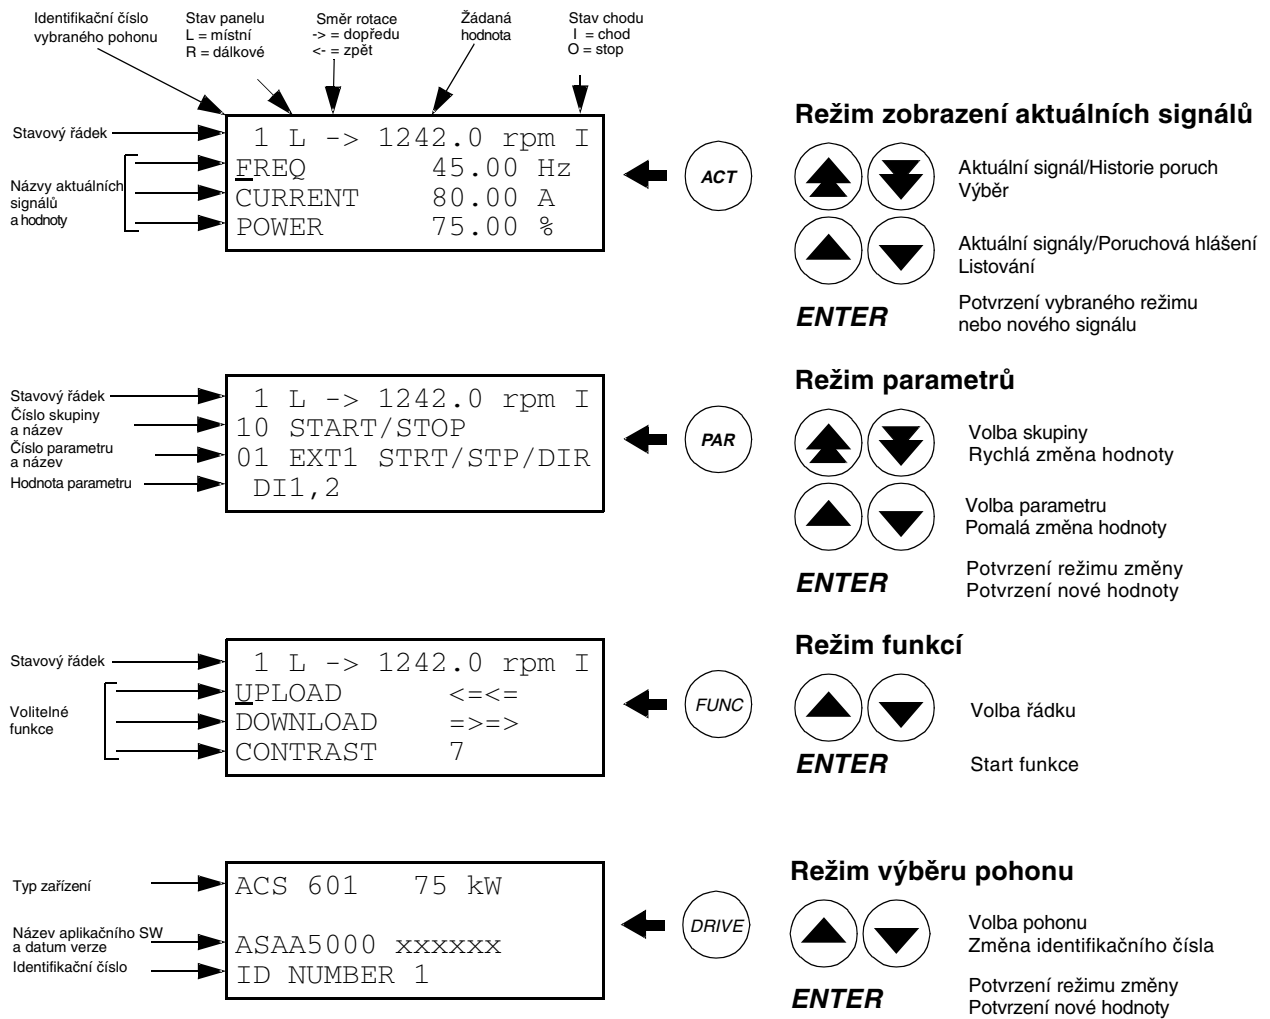 Identifikační číslo
vybraného pohonu
Stav panelu
L = místní
R = dálkové
Směr rotace
-> = dopředu
<- = zpět
Žádaná
hodnota
Stav chodu
I = chod
O = stop
Stavový řádek
Názvy aktuálních
signálů
a hodnoty
1 L -> 1242.0 rpm I
FREQ 45.00 Hz
CURRENT 80.00 A
POWER 75.00 %
ACT
Režim zobrazení aktuálních signálů
Aktuální signál/Historie poruch
Výběr
Aktuální signály/Poruchová hlášení
Listování
ENTER
Potvrzení vybraného režimu
nebo nového signálu
Stavový řádek
Číslo skupiny
a název
Číslo parametru
a název
Hodnota parametru
1 L -> 1242.0 rpm I
10 START/STOP
01 EXT1 STRT/STP/DIR
DI1,2
PAR
Režim parametrů
Volba skupiny
Rychlá změna hodnoty
Volba parametru
Pomalá změna hodnoty
ENTER
Potvrzení režimu změny
Potvrzení nové hodnoty
Stavový řádek
Volitelné
funkce
1 L -> 1242.0 rpm I
UPLOAD <=<=
DOWNLOAD =>=>
CONTRAST 7
FUNC
Režim funkcí
Volba řádku
ENTER
Start funkce
Typ zařízení
Název aplikačního SW
a datum verze
Identifikační číslo
ACS 601 75 kW
ASAA5000 xxxxxx
ID NUMBER 1
DRIVE
Režim výběru pohonu
Volba pohonu
Změna identifikačního čísla
ENTER
Potvrzení režimu změny
Potvrzení nové hodnoty